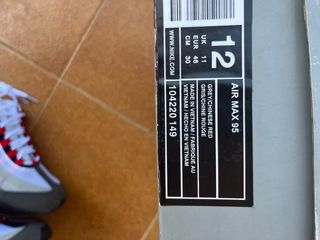 AIR MAX 95
GREY/CHINESE RED
GRIS/CHINE ROUGE
MADE IN VIETNAM / FABRIQUE AU
VIETNAM / HECHO EN VIETNAM
12
UK 11
EUR 46
CM 30
WWW.NIKE.COM
104220 149